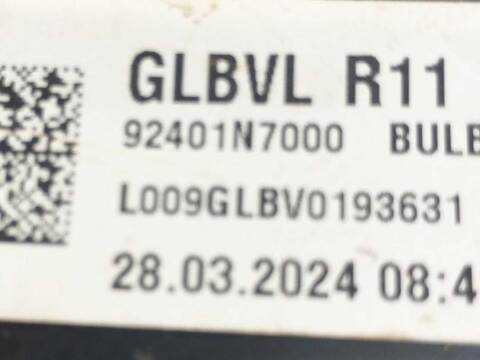 GLBVL R11
92401N7000 BULB
L009GLBV0193631
28.03.2024 08:4